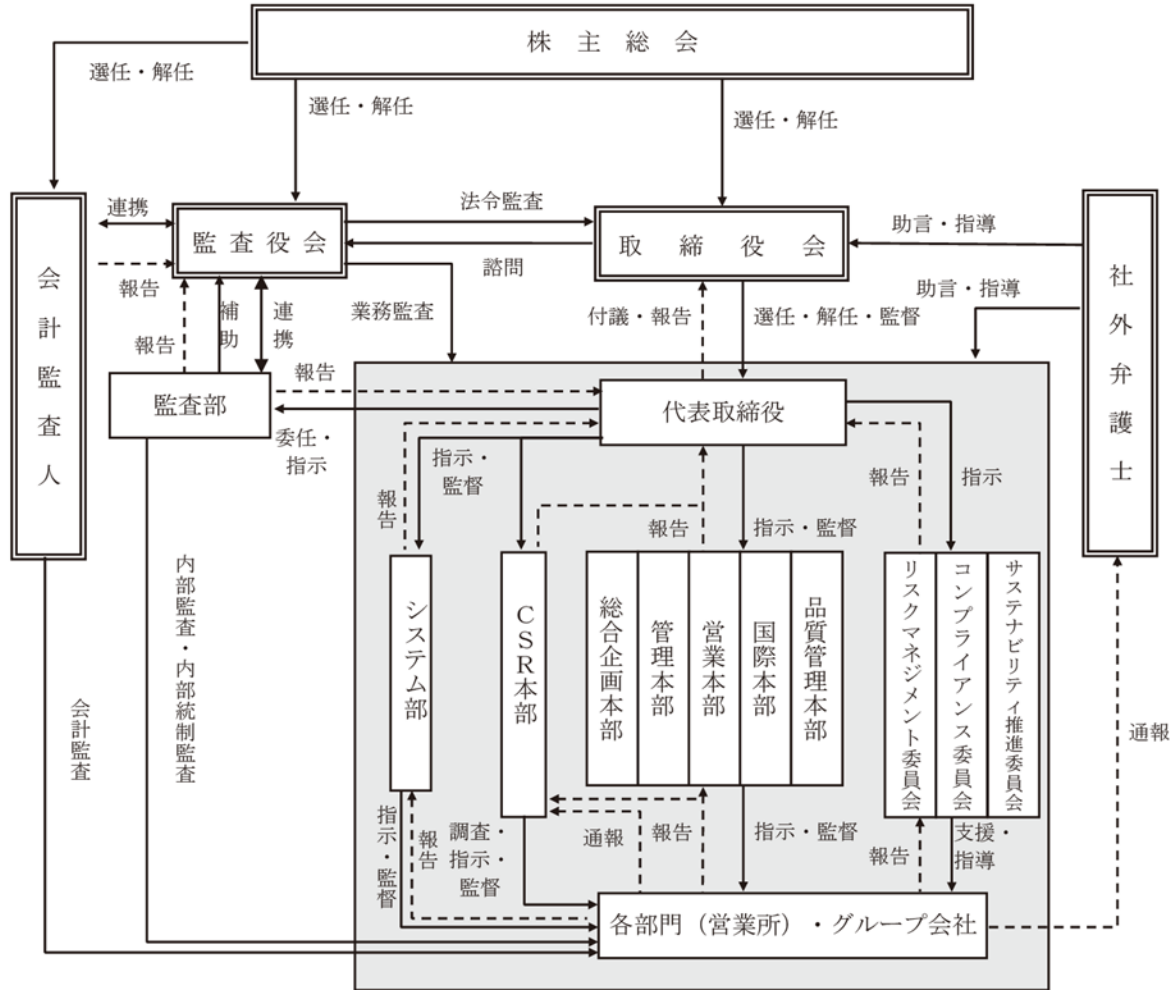 株主総会
選任・解任
選任・解任
選任・解任
会計監査人
連携
報告
監査役会
法令監査
諮問
取締役会
助言・指導
助言・指導
社外弁護士
報告
補助
連携
業務監査
付議・報告
選任・解任・監督
監査部
報告
委任・
指示
代表取締役
報告
指示・
監督
報告
指示・監督
報告
指示
内部監査・内部統制監査
会計監査
システム部
CSR本部
総合企画本部
管理本部
営業本部
国際本部
品質管理本部
リスクマネジメント委員会
コンプライアンス委員会
サステナビリティ推進委員会
通報
指示・監督
報告
調査・
指示・
監督
通報
報告
指示・監督
報告
支援・
指導
各部門（営業所）・グループ会社